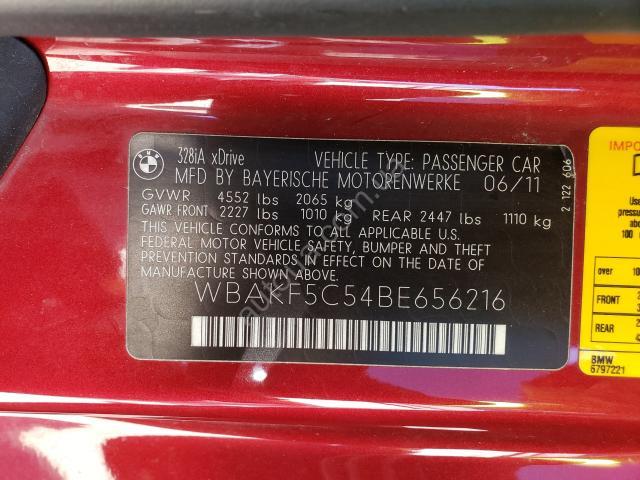 BMW
328iA xDrive VEHICLE TYPE: PASSENGER CAR
MFD BY BAYERISCHE MOTORENWERKE 06/11
GVWR 4552 lbs 2065 kg
GAWR FRONT 2227 lbs 1010 kg REAR 2447 lbs 1110 kg
THIS VEHICLE CONFORMS TO ALL APPLICABLE U.S.
FEDERAL MOTOR VEHICLE SAFETY, BUMPER AND THEFT
PREVENTION STANDARDS IN EFFECT ON THE DATE OF
MANUFACTURE SHOWN ABOVE.
WBAKF5C54BE656216
2 122 606
over
FRONT
REAR
BMW
6797221